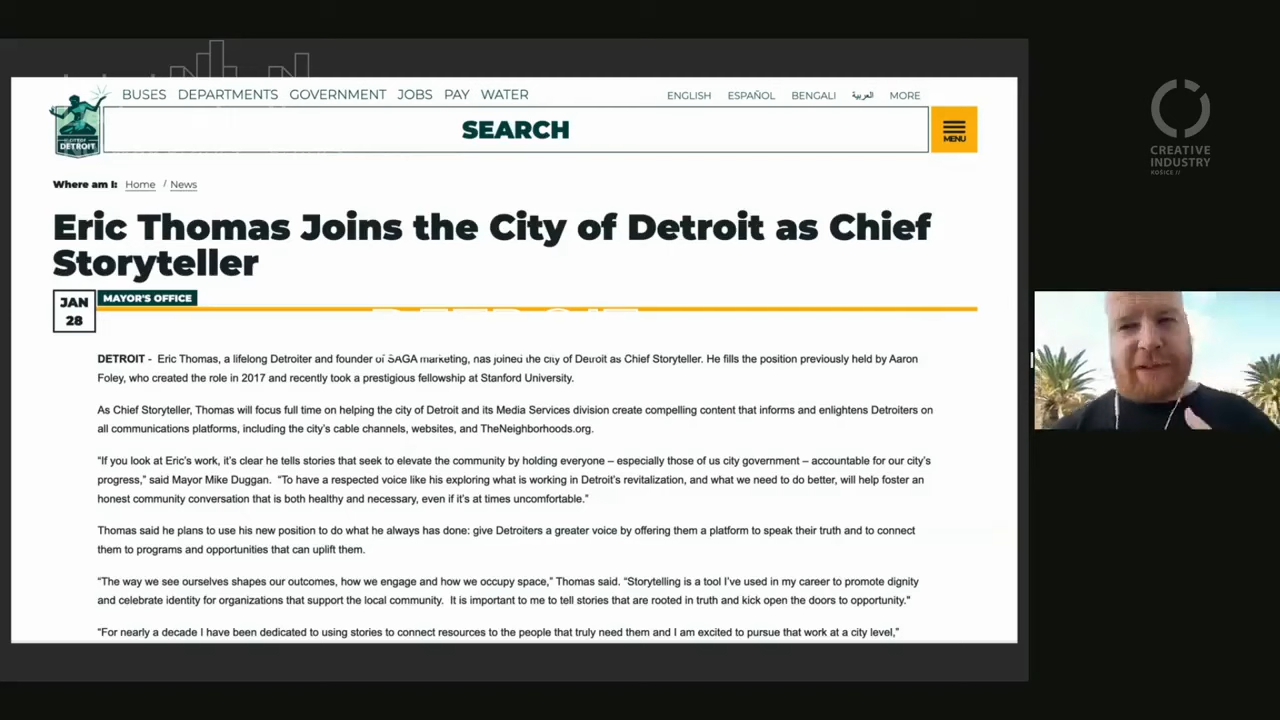 BUSES DEPARTMENTS GOVERNMENT JOBS PAY WATER
ENGLISH ESPAÑOL BENGALI العربية MORE
CITY OF
DETROIT
SEARCH
MENU
CREATIVE
INDUSTRY
KOŠICE //
Where am I: Home / News
Eric Thomas Joins the City of Detroit as Chief
Storyteller
JAN
28
MAYOR'S OFFICE
DETROIT
DETROIT - Eric Thomas, a lifelong Detroiter and founder of SAGA marketing, has joined the city of Detroit as Chief Storyteller. He fills the position previously held by Aaron
Foley, who created the role in 2017 and recently took a prestigious fellowship at Stanford University.
As Chief Storyteller, Thomas will focus full time on helping the city of Detroit and its Media Services division create compelling content that informs and enlightens Detroiters on
all communications platforms, including the city's cable channels, websites, and TheNeighborhoods.org.
“If you look at Eric's work, it's clear he tells stories that seek to elevate the community by holding everyone – especially those of us city government – accountable for our city's
progress,” said Mayor Mike Duggan. “To have a respected voice like his exploring what is working in Detroit's revitalization, and what we need to do better, will help foster an
honest community conversation that is both healthy and necessary, even if it's at times uncomfortable.”
Thomas said he plans to use his new position to do what he always has done: give Detroiters a greater voice by offering them a platform to speak their truth and to connect
them to programs and opportunities that can uplift them.
“The way we see ourselves shapes our outcomes, how we engage and how we occupy space,” Thomas said. “Storytelling is a tool I've used in my career to promote dignity
and celebrate identity for organizations that support the local community. It is important to me to tell stories that are rooted in truth and kick open the doors to opportunity.”
“For nearly a decade I have been dedicated to using stories to connect resources to the people that truly need them and I am excited to pursue that work at a city level,”